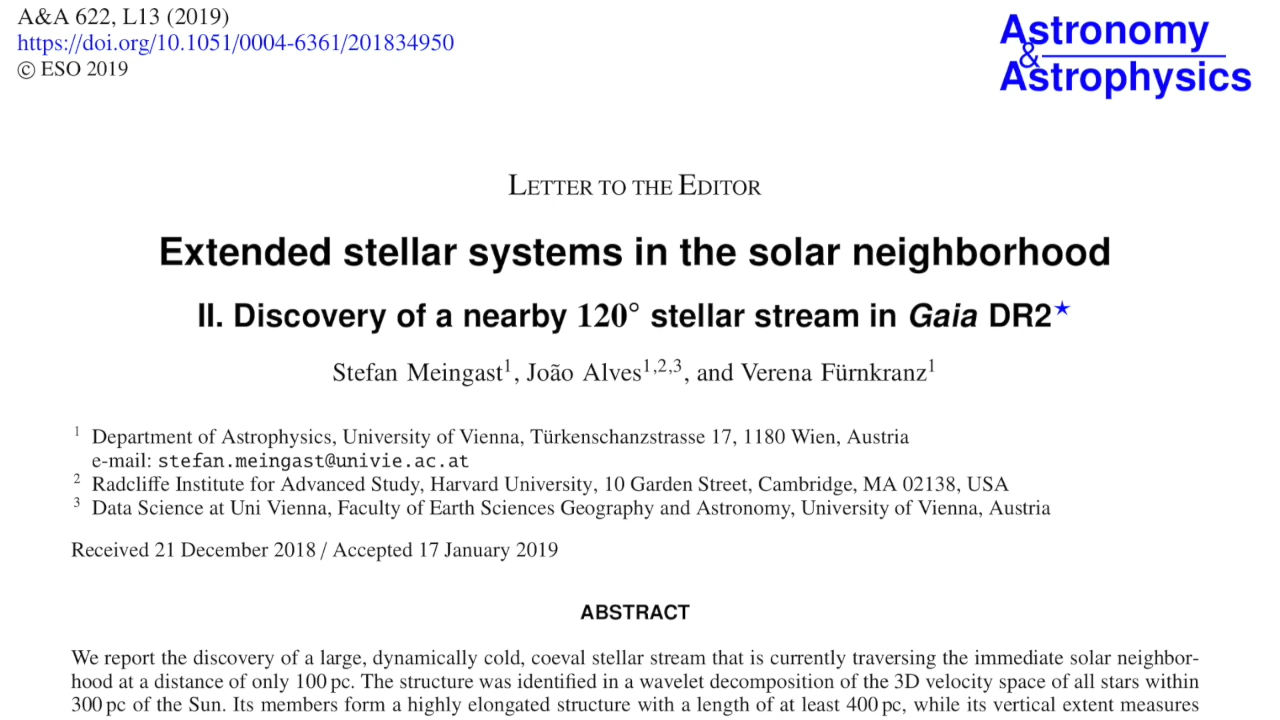 A&A 622, L13 (2019)
https://doi.org/10.1051/0004-6361/201834950
© ESO 2019
Astronomy
&
Astrophysics
LETTER TO THE EDITOR
Extended stellar systems in the solar neighborhood
II. Discovery of a nearby 120° stellar stream in Gaia DR2★
Stefan Meingast1, João Alves1,2,3, and Verena Fürnkranz1
1 Department of Astrophysics, University of Vienna, Türkenschanzstrasse 17, 1180 Wien, Austria
e-mail: stefan.meingast@univie.ac.at
2 Radcliffe Institute for Advanced Study, Harvard University, 10 Garden Street, Cambridge, MA 02138, USA
3 Data Science at Uni Vienna, Faculty of Earth Sciences Geography and Astronomy, University of Vienna, Austria
Received 21 December 2018 / Accepted 17 January 2019
ABSTRACT
We report the discovery of a large, dynamically cold, coeval stellar stream that is currently traversing the immediate solar neighbor-
hood at a distance of only 100 pc. The structure was identified in a wavelet decomposition of the 3D velocity space of all stars within
300 pc of the Sun. Its members form a highly elongated structure with a length of at least 400 pc, while its vertical extent measures